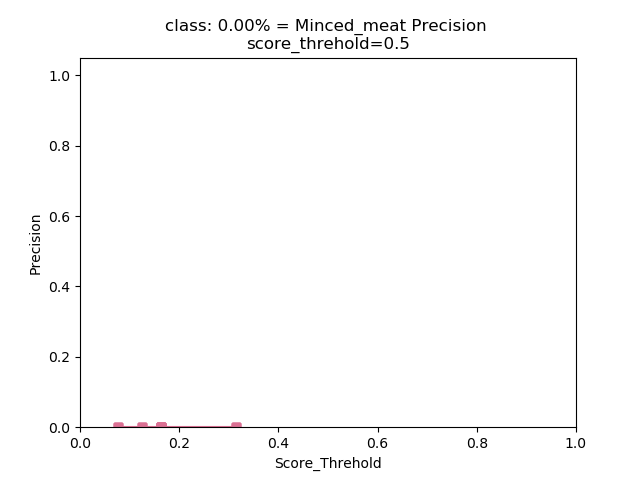 class: 0.00% = Minced_meat Precision
score_threhold=0.5
1.0
0.8
0.6
0.4
0.2
0.0
Precision
0.0 0.2 0.4 0.6 0.8 1.0
Score_Threhold